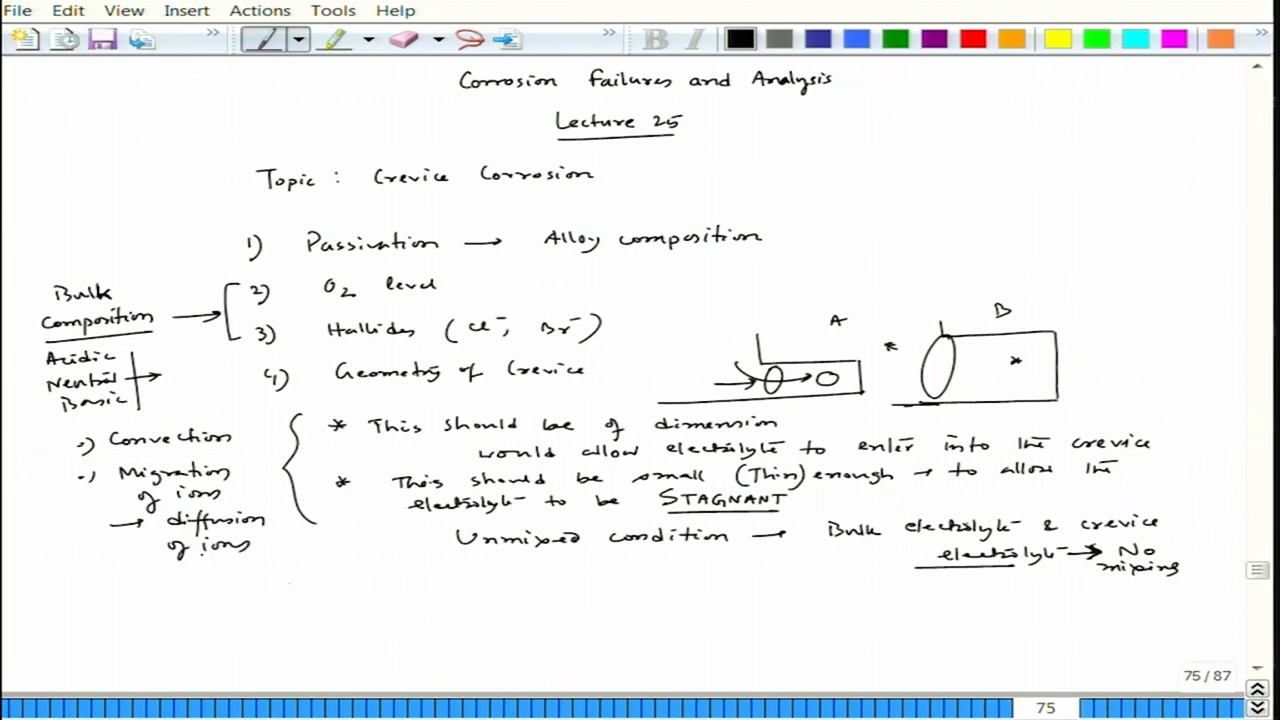 File Edit View Insert Actions Tools Help
B I
Corrosion Failures and Analysis
Lecture 25
Topic : Crevice Corrosion
1) Passivation → Alloy composition
2) O2 level
3) Hallides (Cl-, Br-)
4) Geometry of Crevice
Bulk
Composition →
Acidic
Neutral
Basic
·) Convection
·) Migration
of ions
→ diffusion
of ions
A
B
*
*
* This should be of dimension
would allow electrolyte to enter into the crevice
* This should be small (Thin) enough → to allow the
electrolyte to be STAGNANT
Unmixed condition → Bulk electrolyte & crevice
electrolyte → No
mixing
75 / 87
75